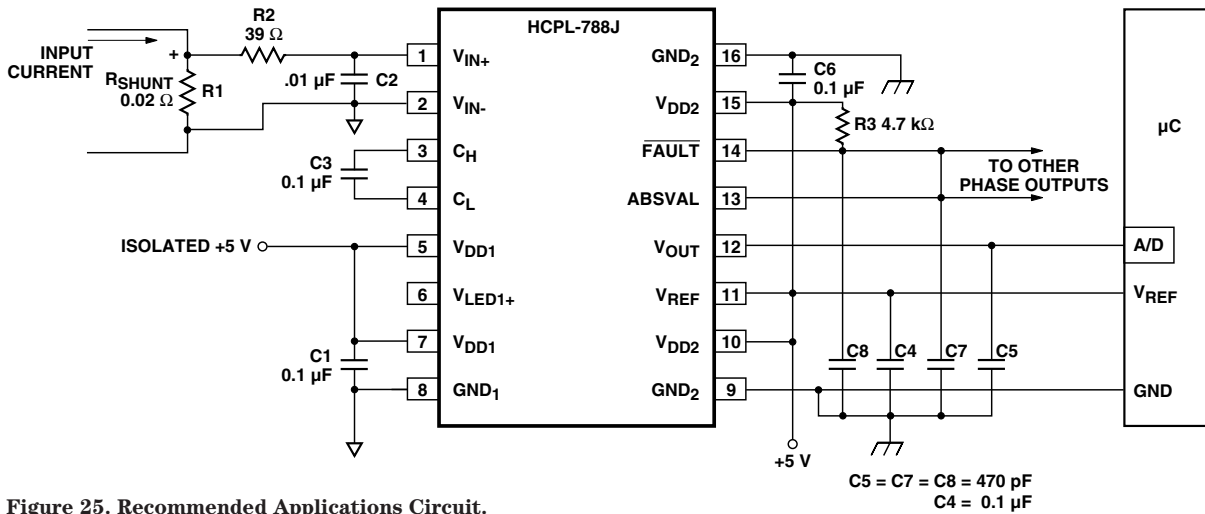 HCPL-788J
INPUT
CURRENT
+
R2
39 Ω
RSHUNT
0.02 Ω
R1
.01 µF
C2
1
VIN+
2
VIN-
C3
0.1 µF
3
CH
4
CL
ISOLATED +5 V
5
VDD1
6
VLED1+
C1
0.1 µF
7
VDD1
8
GND1
GND2
16
VDD2
15
FAULT
14
ABSVAL
13
VOUT
12
VREF
11
VDD2
10
GND2
9
C6
0.1 µF
R3 4.7 kΩ
TO OTHER
PHASE OUTPUTS
C8
C4
C7
C5
+5 V
µC
A/D
VREF
GND
C5 = C7 = C8 = 470 pF
C4 = 0.1 µF
Figure 25. Recommended Applications Circuit.